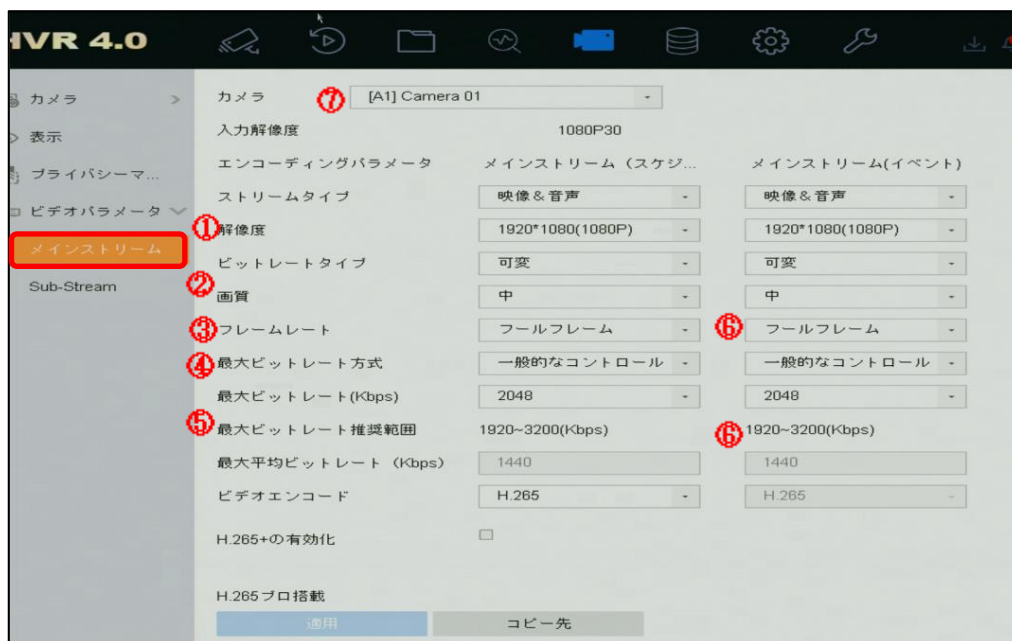 HVR 4.0
カメラ
表示
プライバシーマ...
ビデオパラメータ
メインストリーム
Sub-Stream
カメラ ⑦ [A1] Camera 01
入力解像度 1080P30
エンコーディングパラメータ メインストリーム（スケジ... メインストリーム(イベント)
ストリームタイプ 映像&音声 映像&音声
①解像度 1920*1080(1080P) 1920*1080(1080P)
ビットレートタイプ 可変 可変
②画質 中 中
③フレームレート フールフレーム ⑥ フールフレーム
④最大ビットレート方式 一般的なコントロール 一般的なコントロール
最大ビットレート(Kbps) 2048 2048
⑤最大ビットレート推奨範囲 1920~3200(Kbps) ⑥ 1920~3200(Kbps)
最大平均ビットレート（Kbps） 1440 1440
ビデオエンコード H.265 H.265
H.265+の有効化
H.265プロ搭載
適用 コピー先